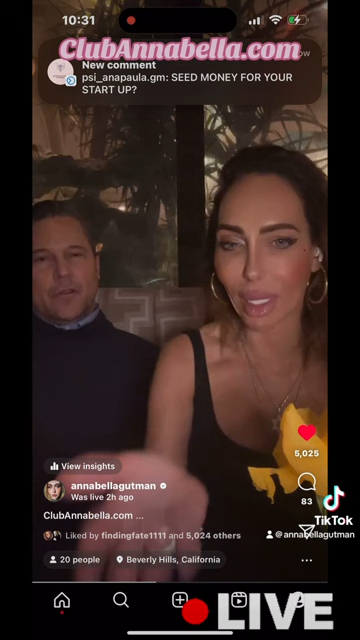 10:31
ClubAnnabella.com
New comment
psi_anapaula.gm: SEED MONEY FOR YOUR
START UP?
View insights
annabellagutman
Was live 2h ago
ClubAnnabella.com ...
Liked by findingfate1111 and 5,024 others
20 people
Beverly Hills, California
5,025
83
TikTok
@annabellagutman
LIVE